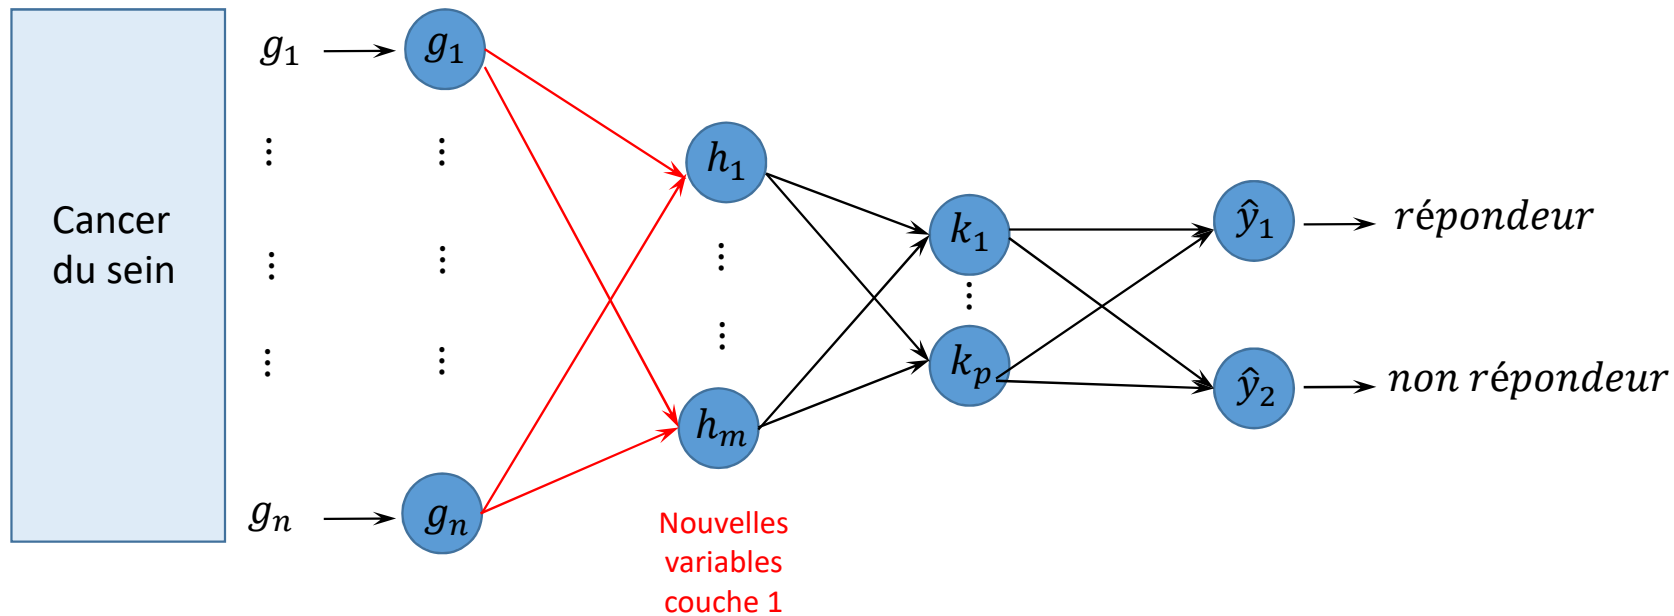 Cancer
du sein
g₁
g₁
⋮
⋮
⋮
⋮
⋮
⋮
gₙ
gₙ
h₁
⋮
⋮
hₘ
Nouvelles
variables
couche 1
k₁
⋮
kₚ
ŷ₁
répondeur
ŷ₂
non répondeur